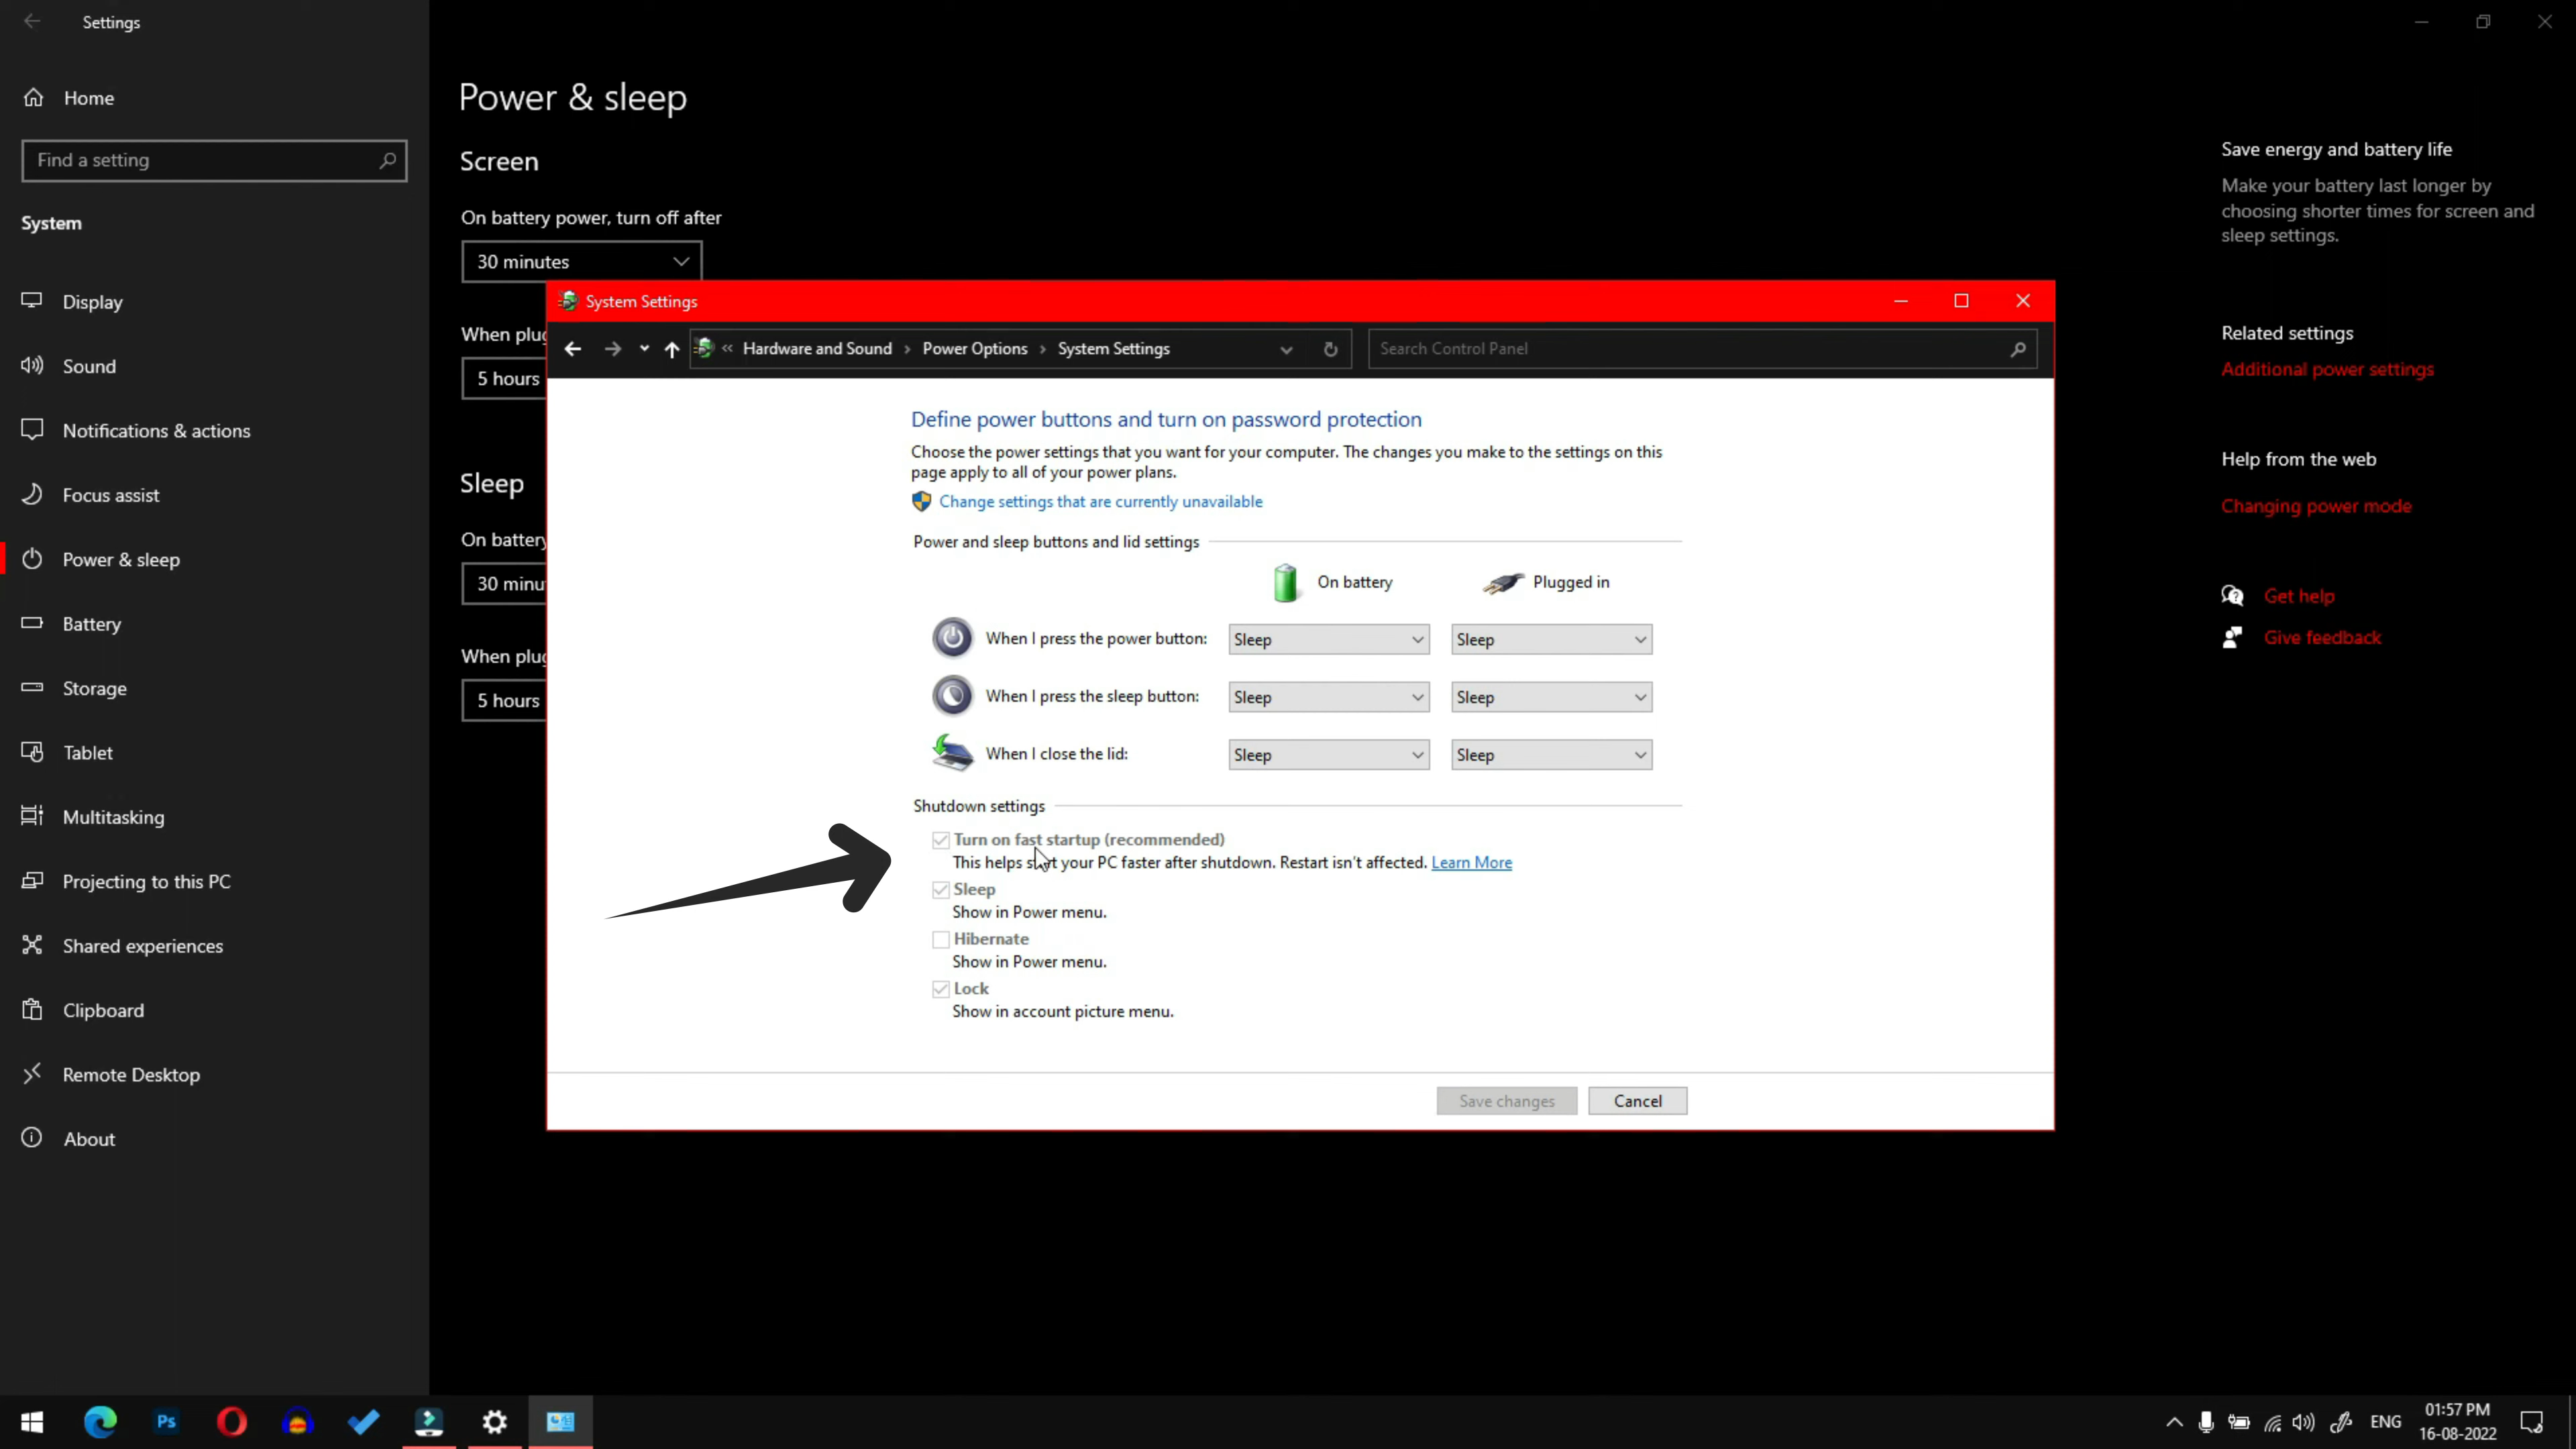 Settings
Home
Find a setting
System
Display
Sound
Notifications & actions
Focus assist
Power & sleep
Battery
Storage
Tablet
Multitasking
Projecting to this PC
Shared experiences
Clipboard
Remote Desktop
About
Power & sleep
Screen
On battery power, turn off after
30 minutes
When plug
5 hours
Sleep
On battery
30 minu
When plug
5 hours
System Settings
« Hardware and Sound > Power Options > System Settings
Search Control Panel
Define power buttons and turn on password protection
Choose the power settings that you want for your computer. The changes you make to the settings on this
page apply to all of your power plans.
Change settings that are currently unavailable
Power and sleep buttons and lid settings
On battery Plugged in
When I press the power button: Sleep Sleep
When I press the sleep button: Sleep Sleep
When I close the lid: Sleep Sleep
Shutdown settings
Turn on fast startup (recommended)
This helps start your PC faster after shutdown. Restart isn't affected. Learn More
Sleep
Show in Power menu.
Hibernate
Show in Power menu.
Lock
Show in account picture menu.
Save changes Cancel
Save energy and battery life
Make your battery last longer by
choosing shorter times for screen and
sleep settings.
Related settings
Additional power settings
Help from the web
Changing power mode
Get help
Give feedback
Ps
ENG
01:57 PM
16-08-2022